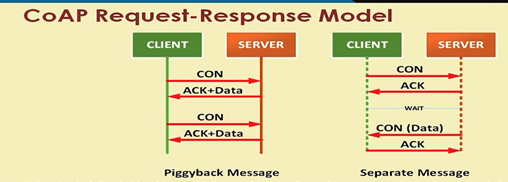 CoAP Request-Response Model
CLIENT SERVER
CON
ACK+Data
CON
ACK+Data
Piggyback Message
CLIENT SERVER
CON
ACK
WAIT
CON (Data)
ACK
Separate Message